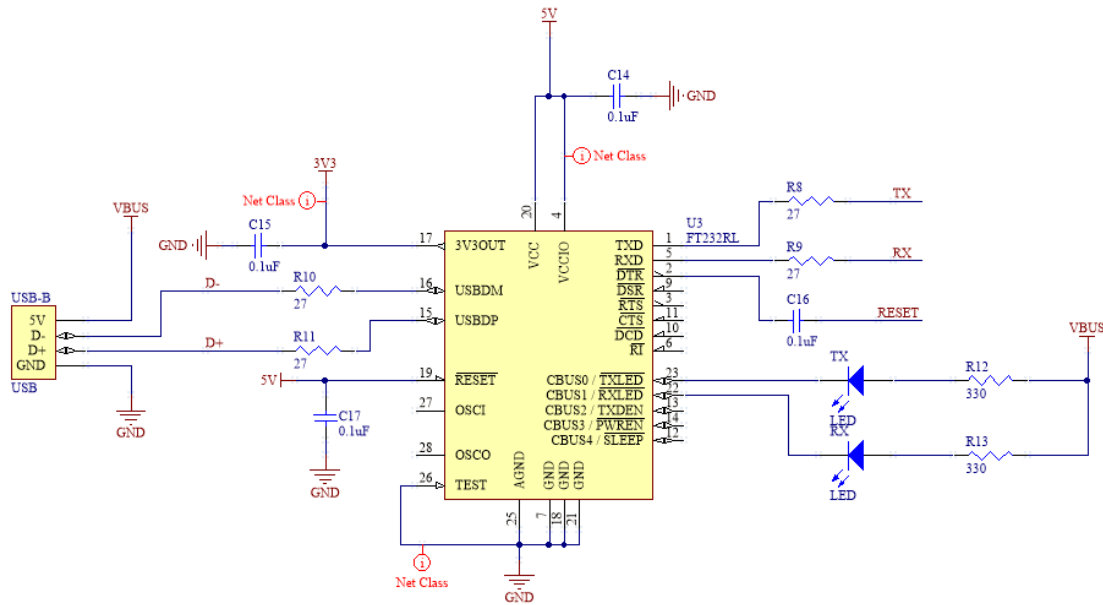 5V
C14
0.1uF
GND
Net Class
3V3
Net Class
VBUS
GND
C15
0.1uF
20
4
VCC
VCCIO
U3
FT232RL
17
3V3OUT
16
USBDM
15
USBDP
19
RESET
27
OSCI
28
OSCO
26
TEST
TXD
1
RXD
5
DTR
2
DSR
9
RTS
3
CTS
11
DCD
10
RI
6
CBUS0 / TXLED
23
CBUS1 / RXLED
22
CBUS2 / TXDEN
13
CBUS3 / PWREN
14
CBUS4 / SLEEP
12
AGND
GND
GND
GND
25
7
18
21
R8
27
TX
R9
27
RX
C16
0.1uF
RESET
VBUS
D-
R10
27
USB-B
5V
D-
D+
GND
USB
D+
R11
27
5V
C17
0.1uF
GND
GND
TX
LED
R12
330
RX
LED
R13
330
Net Class
GND